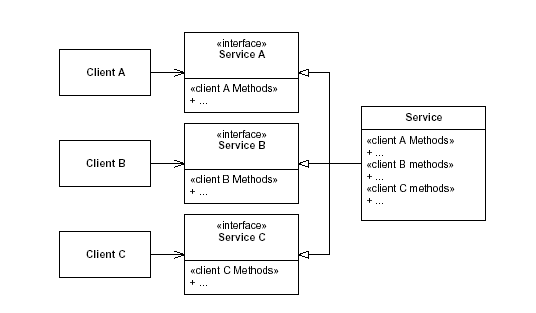 Client A
«interface»
Service A
«client A Methods»
+ ...
Client B
«interface»
Service B
«client B Methods»
+ ...
Client C
«interface»
Service C
«client C Methods»
+ ...
Service
«client A Methods»
+ ...
«client B methods»
+ ...
«client C methods»
+ ...